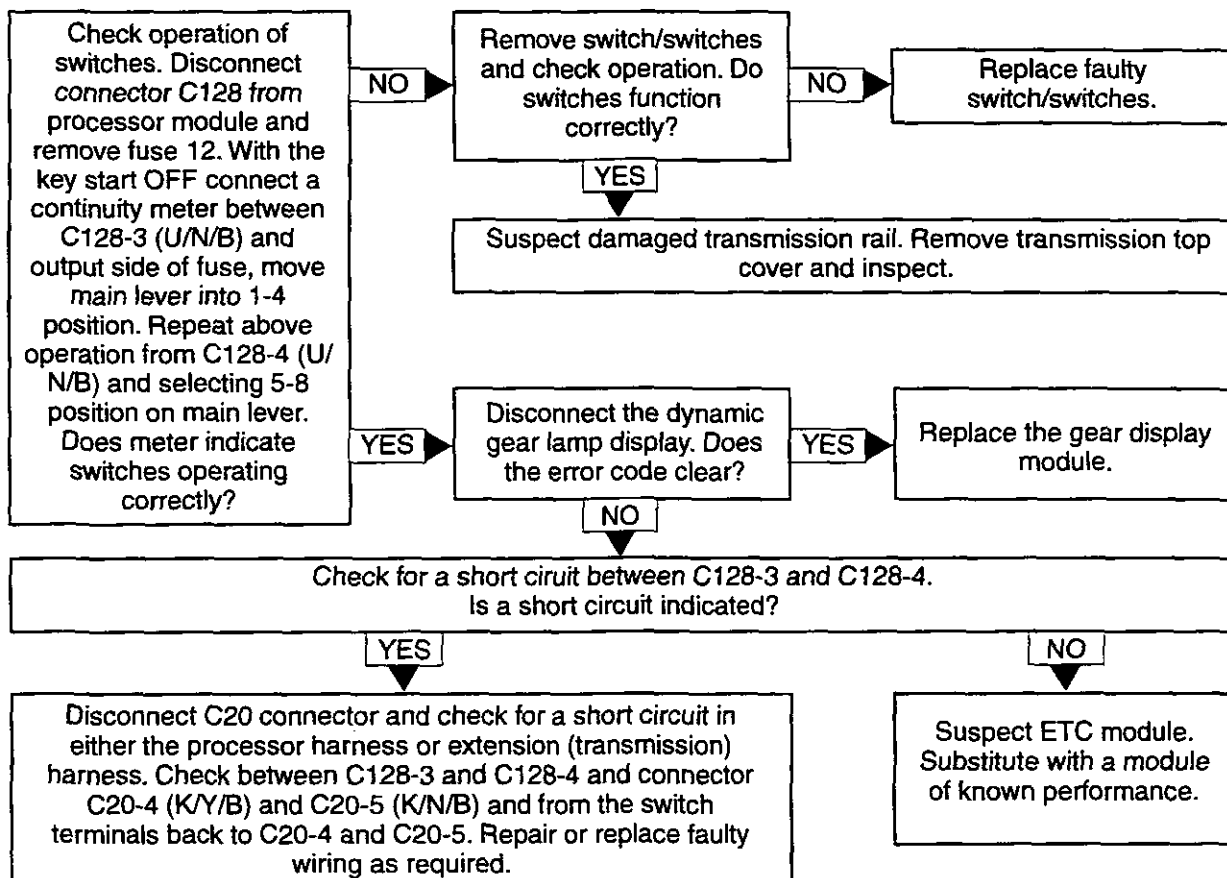 Check operation of
switches. Disconnect
connector C128 from
processor module and
remove fuse 12. With the
key start OFF connect a
continuity meter between
C128-3 (U/N/B) and
output side of fuse, move
main lever into 1-4
position. Repeat above
operation from C128-4 (U/
N/B) and selecting 5-8
position on main lever.
Does meter indicate
switches operating
correctly?
NO
Remove switch/switches
and check operation. Do
switches function
correctly?
NO
Replace faulty
switch/switches.
YES
Suspect damaged transmission rail. Remove transmission top
cover and inspect.
YES
Disconnect the dynamic
gear lamp display. Does
the error code clear?
YES
Replace the gear display
module.
NO
Check for a short ciruit between C128-3 and C128-4.
Is a short circuit indicated?
YES
NO
Disconnect C20 connector and check for a short circuit in
either the processor harness or extension (transmission)
harness. Check between C128-3 and C128-4 and connector
C20-4 (K/Y/B) and C20-5 (K/N/B) and from the switch
terminals back to C20-4 and C20-5. Repair or replace faulty
wiring as required.
Suspect ETC module.
Substitute with a module
of known performance.